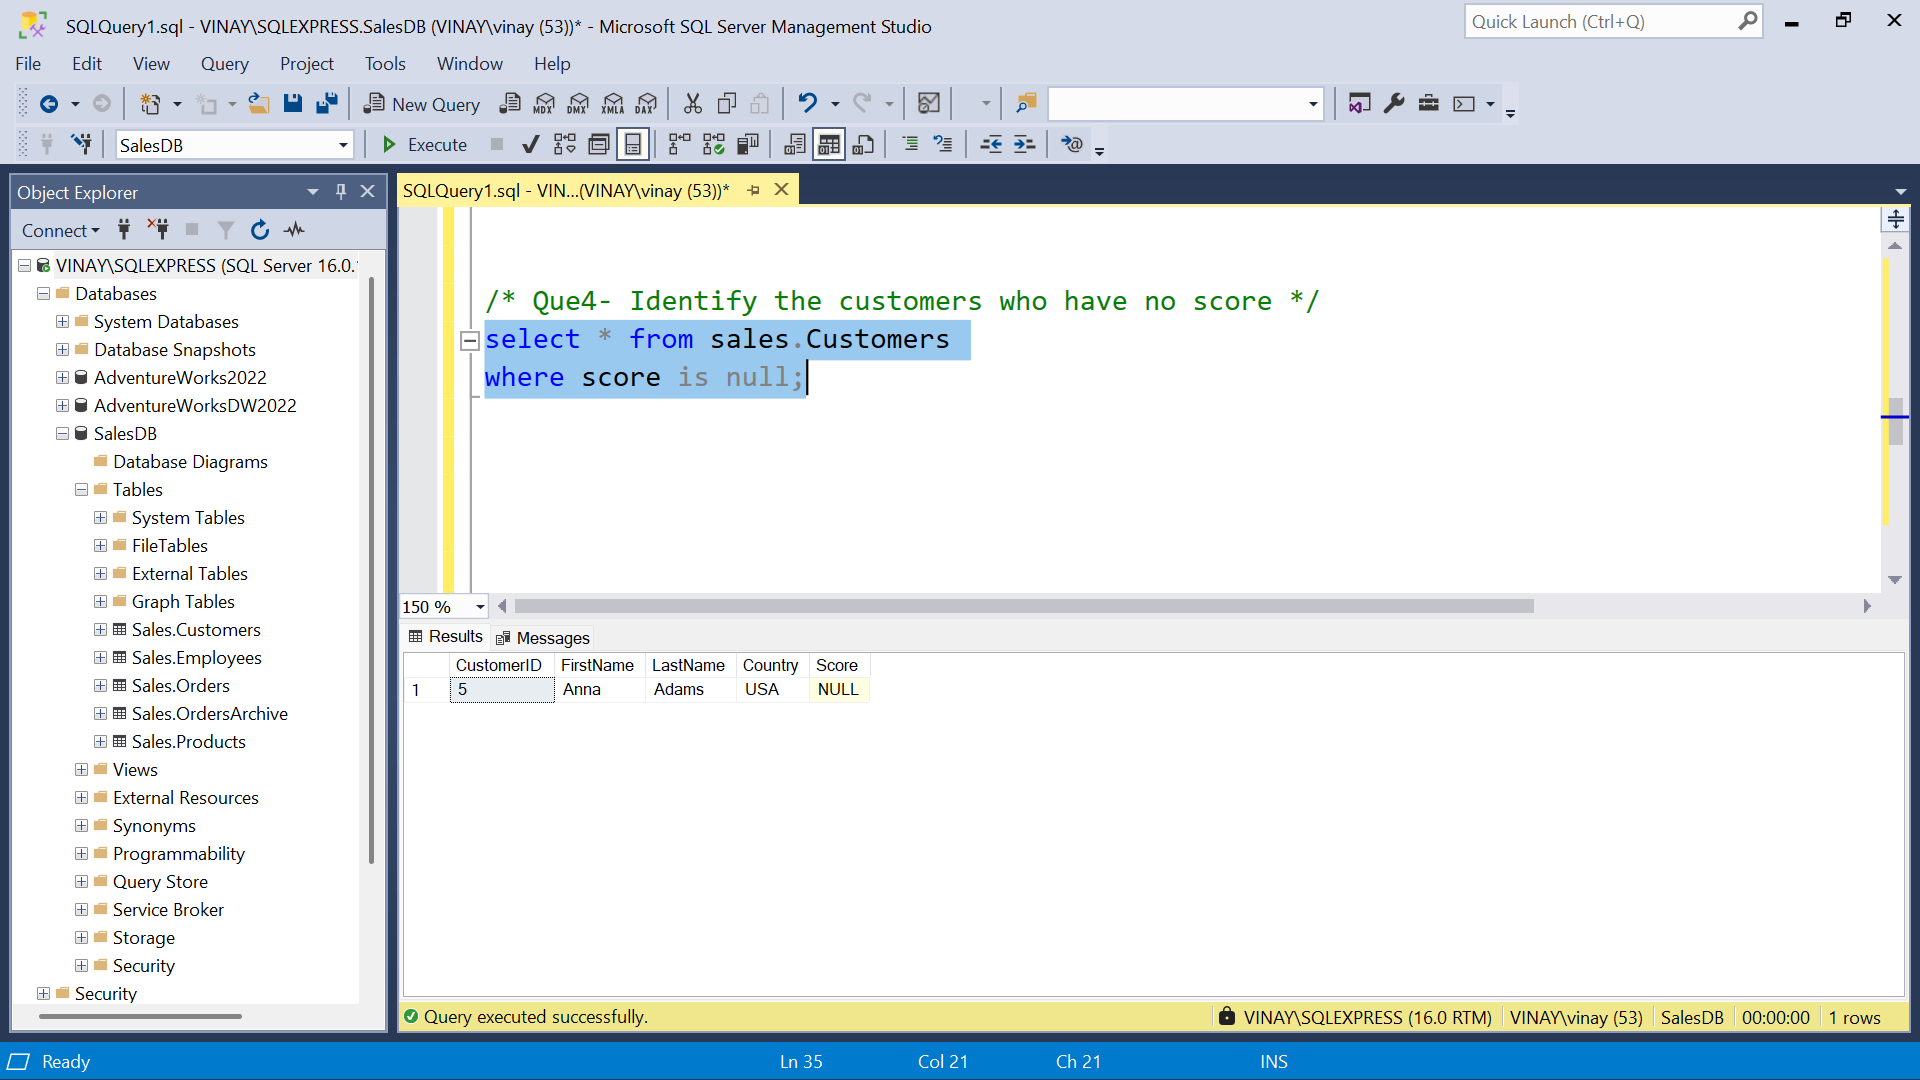 SQLQuery1.sql - VINAY\SQLEXPRESS.SalesDB (VINAY\vinay (53))* - Microsoft SQL Server Management Studio
Quick Launch (Ctrl+Q)
File Edit View Query Project Tools Window Help
New Query MDX DMX XMLA DAX
SalesDB Execute
Object Explorer
Connect
VINAY\SQLEXPRESS (SQL Server 16.0.
Databases
System Databases
Database Snapshots
AdventureWorks2022
AdventureWorksDW2022
SalesDB
Database Diagrams
Tables
System Tables
FileTables
External Tables
Graph Tables
Sales.Customers
Sales.Employees
Sales.Orders
Sales.OrdersArchive
Sales.Products
Views
External Resources
Synonyms
Programmability
Query Store
Service Broker
Storage
Security
Security
SQLQuery1.sql - VIN...(VINAY\vinay (53))*
/* Que4- Identify the customers who have no score */
select * from sales.Customers
where score is null;
150 %
Results Messages
CustomerID FirstName LastName Country Score
1 5 Anna Adams USA NULL
Query executed successfully. VINAY\SQLEXPRESS (16.0 RTM) VINAY\vinay (53) SalesDB 00:00:00 1 rows
Ready Ln 35 Col 21 Ch 21 INS